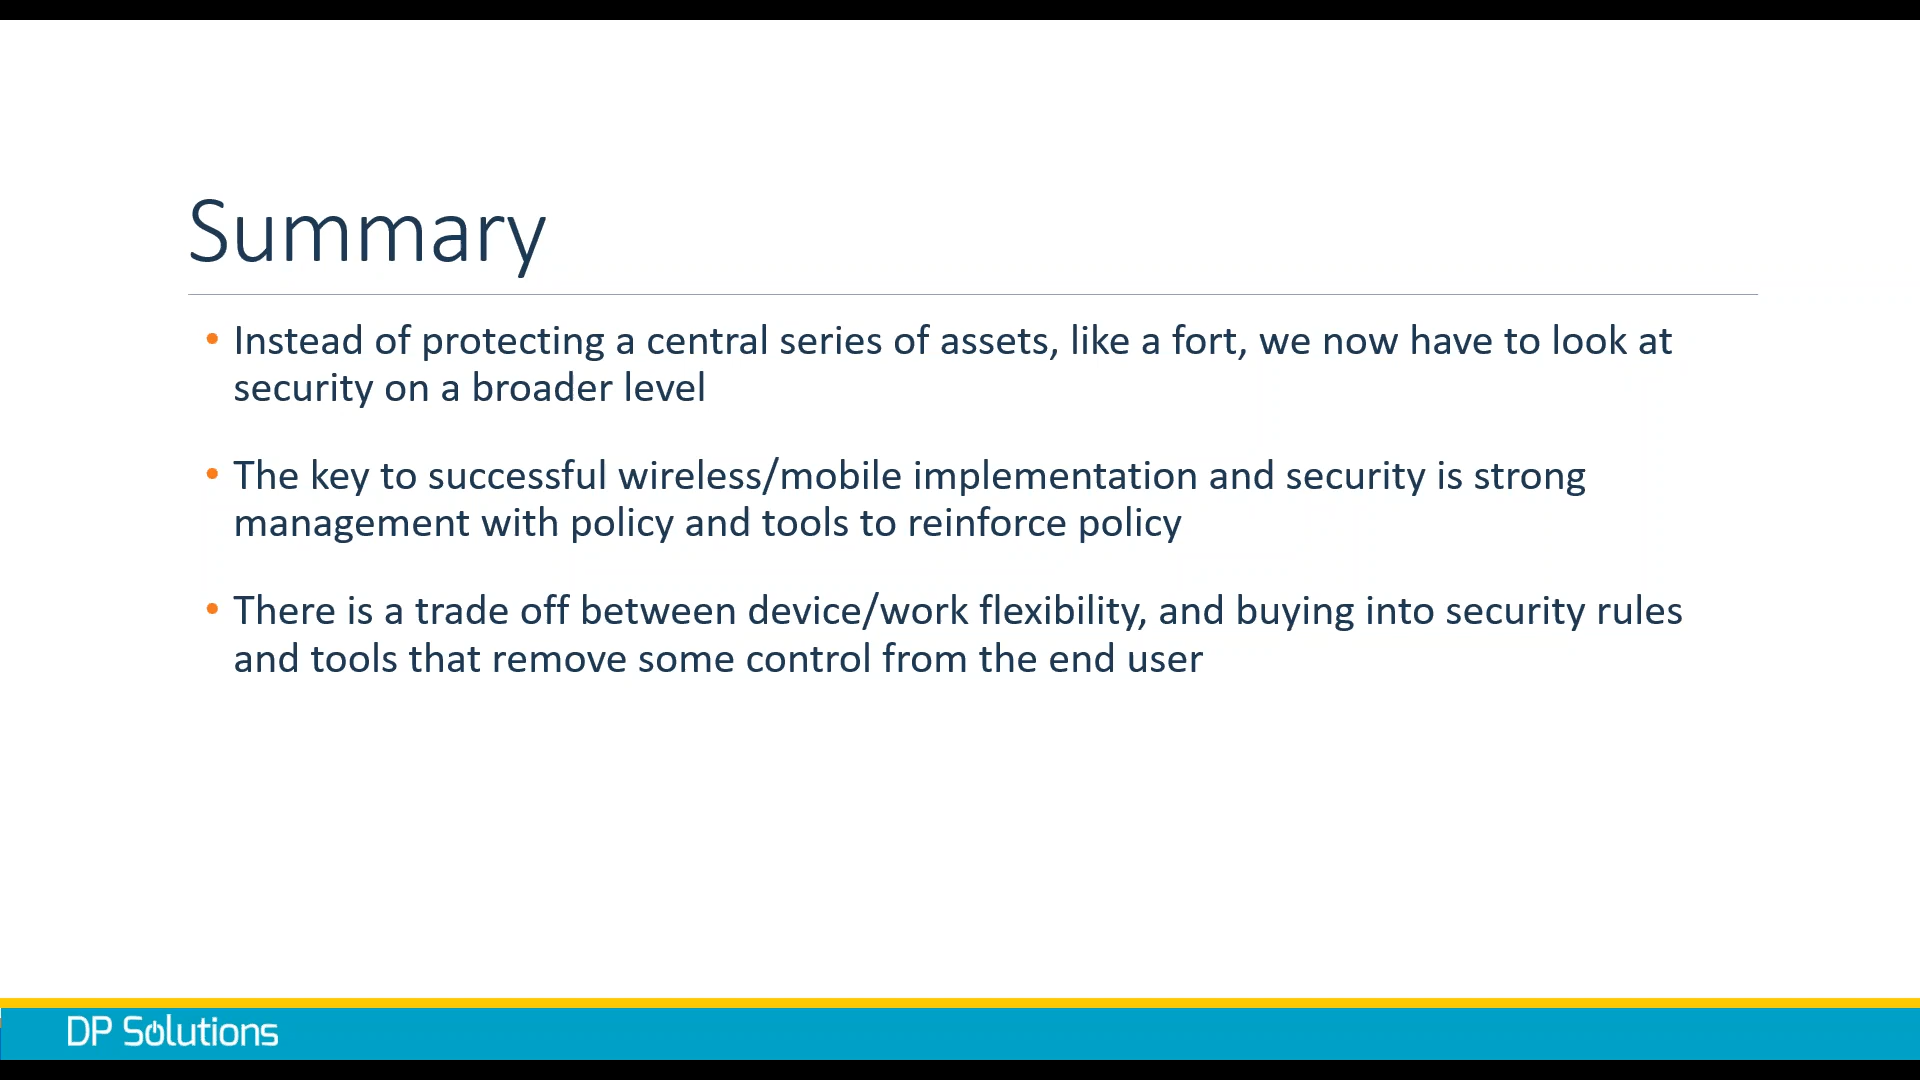 Summary
• Instead of protecting a central series of assets, like a fort, we now have to look at
security on a broader level
• The key to successful wireless/mobile implementation and security is strong
management with policy and tools to reinforce policy
• There is a trade off between device/work flexibility, and buying into security rules
and tools that remove some control from the end user
DP Solutions